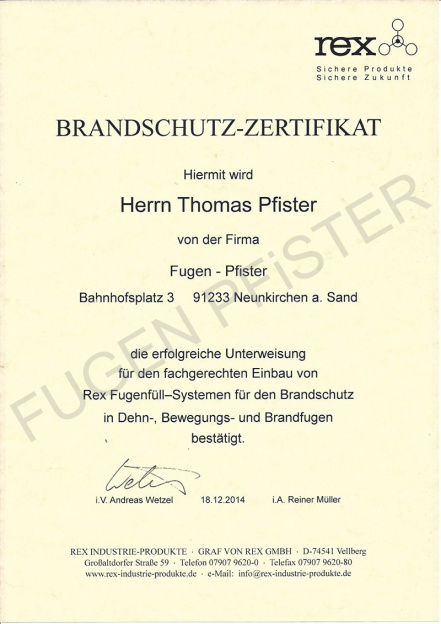 rex
Sichere Produkte
Sichere Zukunft
BRANDSCHUTZ-ZERTIFIKAT
Hiermit wird
Herrn Thomas Pfister
von der Firma
Fugen - Pfister
Bahnhofsplatz 3 91233 Neunkirchen a. Sand
FUGEN PFiSTER
die erfolgreiche Unterweisung
für den fachgerechten Einbau von
Rex Fugenfüll–Systemen für den Brandschutz
in Dehn-, Bewegungs- und Brandfugen
bestätigt.
i.V. Andreas Wetzel 18.12.2014 i.A. Reiner Müller
REX INDUSTRIE-PRODUKTE · GRAF VON REX GMBH · D-74541 Vellberg
Großaltdorfer Straße 59 · Telefon 07907 9620-0 · Telefax 07907 9620-80
www.rex-industrie-produkte.de · e-Mail: info@rex-industrie-produkte.de